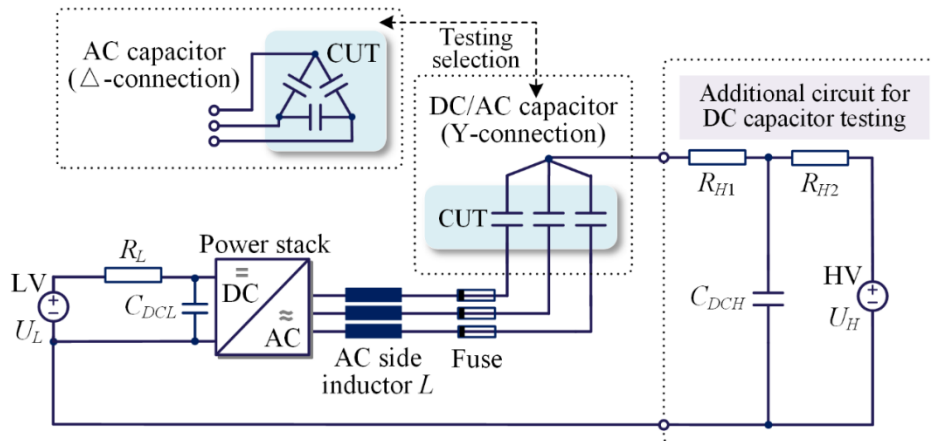 AC capacitor
(△-connection)
CUT
Testing
selection
DC/AC capacitor
(Y-connection)
CUT
Additional circuit for
DC capacitor testing
R_H1
R_H2
C_DCH
HV
+
−
U_H
LV
+
−
U_L
R_L
C_DCL
Power stack
=
DC
≈
AC
AC side
inductor L
Fuse